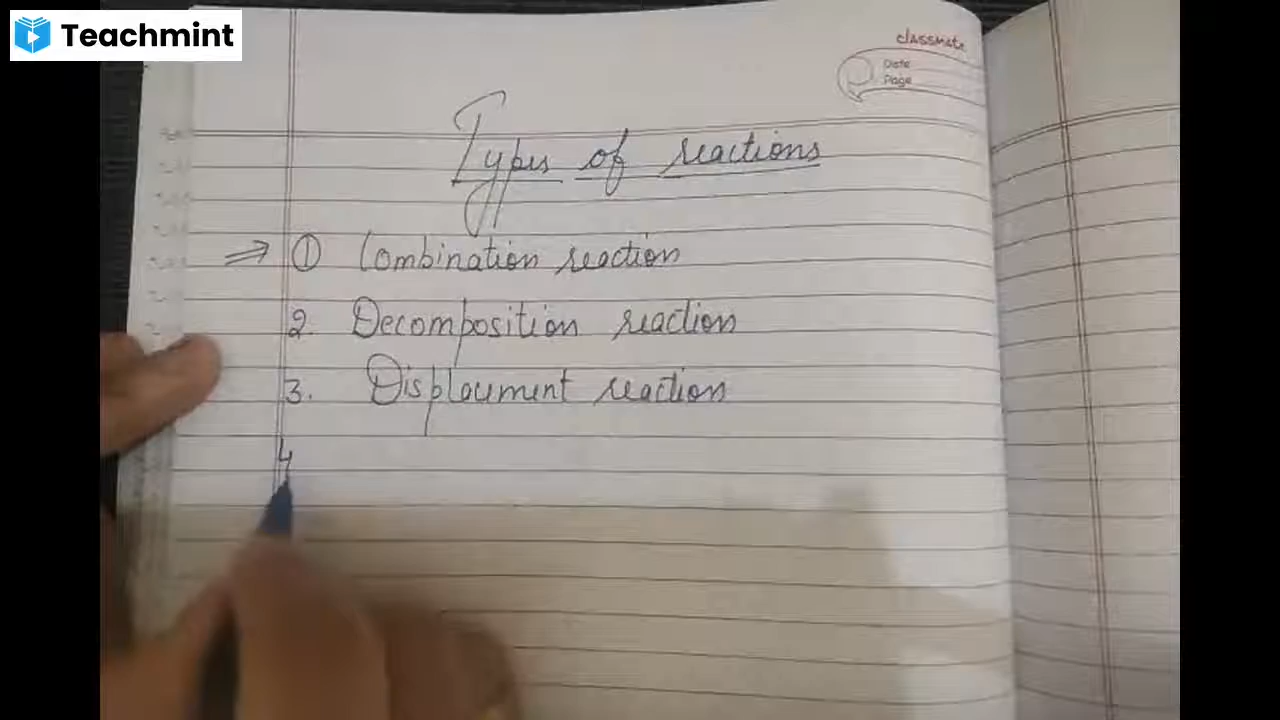 Teachmint
classmate
Date
Page
Types of reactions
⇒ ① Combination reaction
2. Decomposition reaction
3. Displacement reaction
4